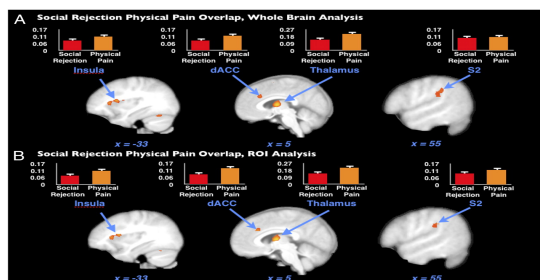 A Social Rejection Physical Pain Overlap, Whole Brain Analysis
0.17 0.17 0.27 0.17
0.11 0.11 0.18 0.11
0.06 0.06 0.09 0.06
0 0 0 0
Social Physical Social Physical Social Physical Social Physical
Rejection Pain Rejection Pain Rejection Pain Rejection Pain
Insula dACC Thalamus S2
x = -33 x = 5 x = 55
B Social Rejection Physical Pain Overlap, ROI Analysis
0.17 0.17 0.27 0.17
0.11 0.11 0.18 0.11
0.06 0.06 0.09 0.06
0 0 0 0
Social Physical Social Physical Social Physical Social Physical
Rejection Pain Rejection Pain Rejection Pain Rejection Pain
Insula dACC Thalamus S2
x = -33 x = 5 x = 55